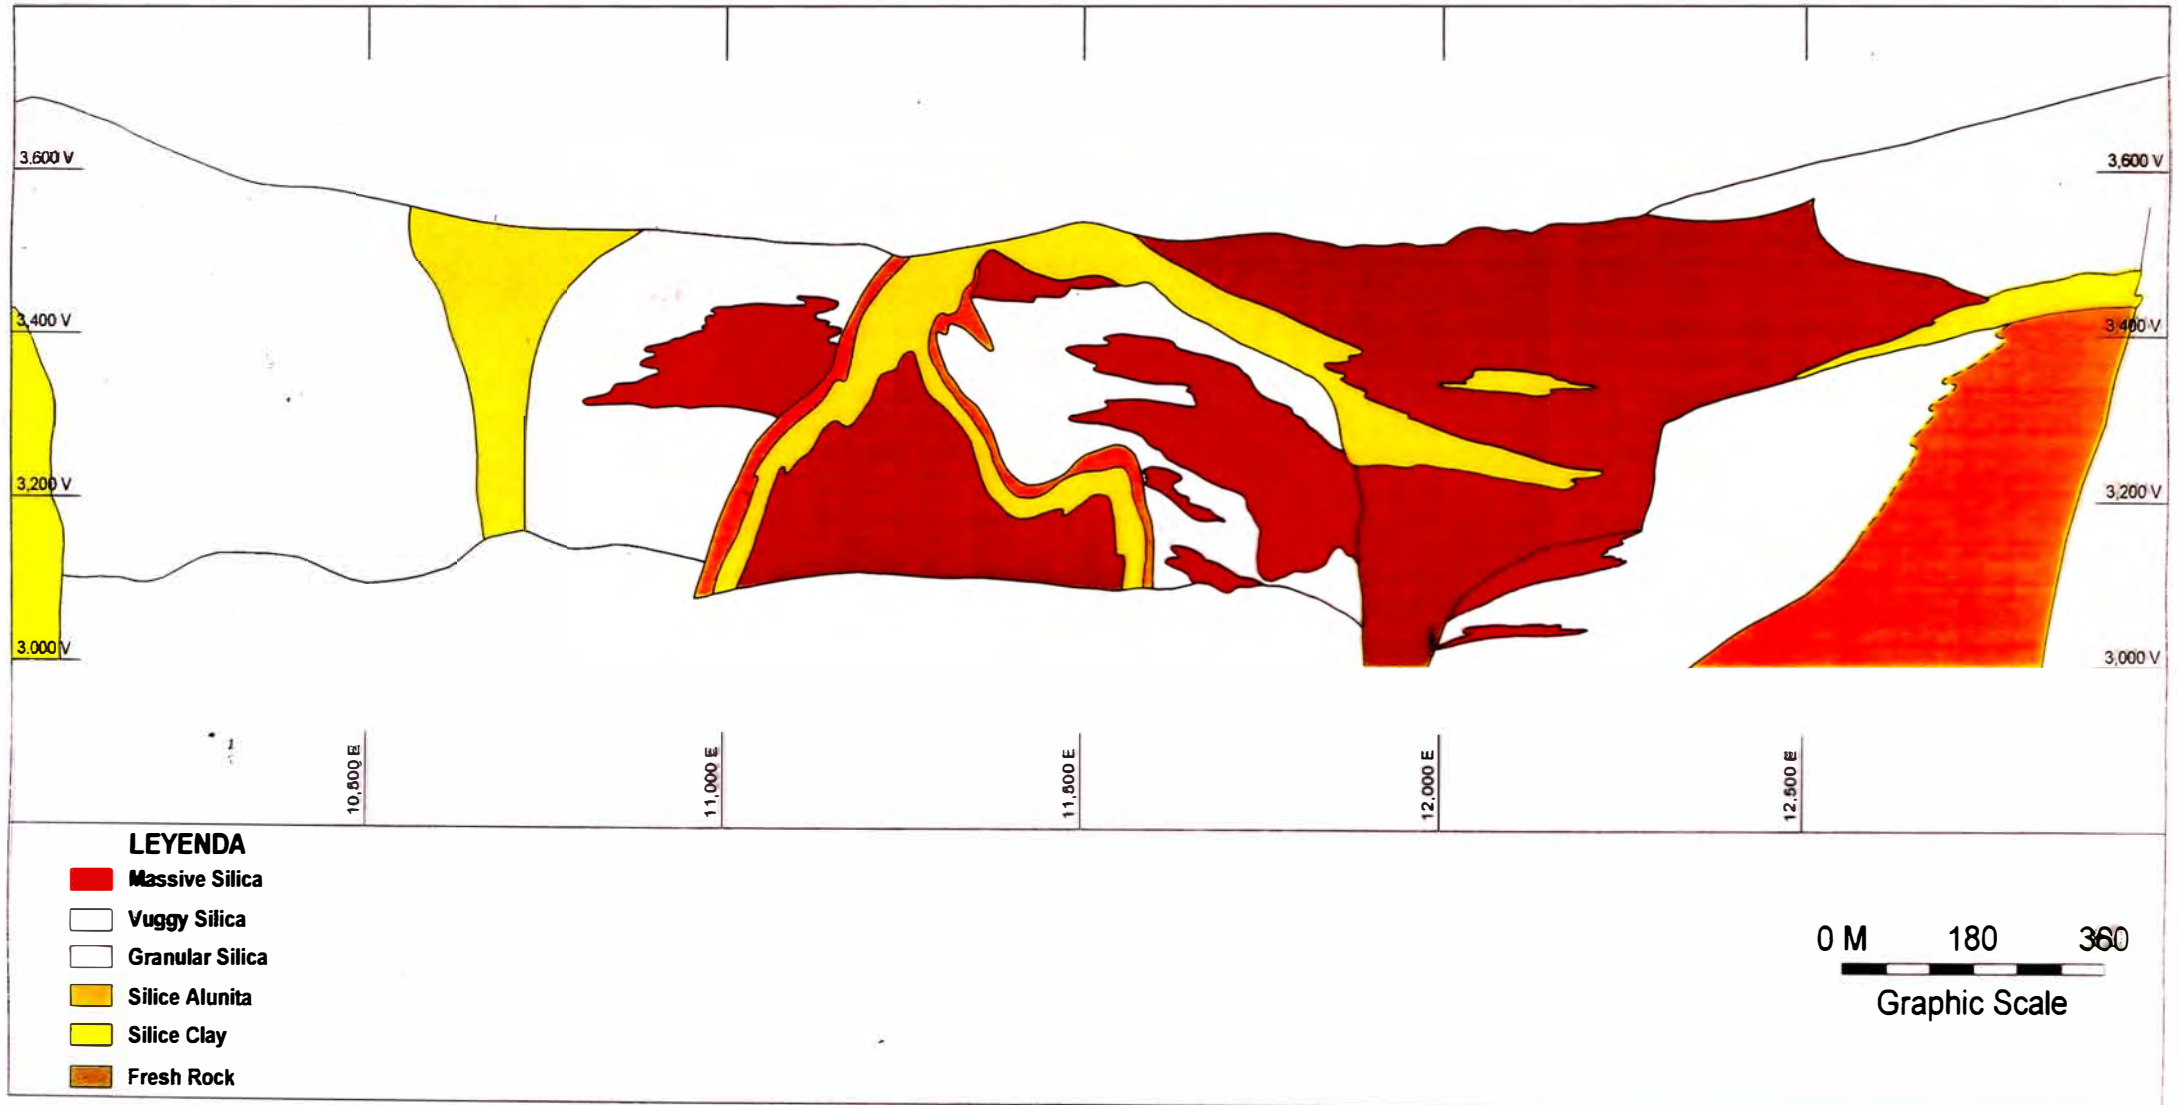 3.600 V
3,600 V
3,400 V
3,400 V
3,200 V
3,200 V
3.000 V
3,000 V
10,500 E
11,000 E
11,500 E
12,000 E
12.500 E
LEYENDA
Massive Silica
Vuggy Silica
Granular Silica
Silice Alunita
Silice Clay
Fresh Rock
0 M 180 360
Graphic Scale